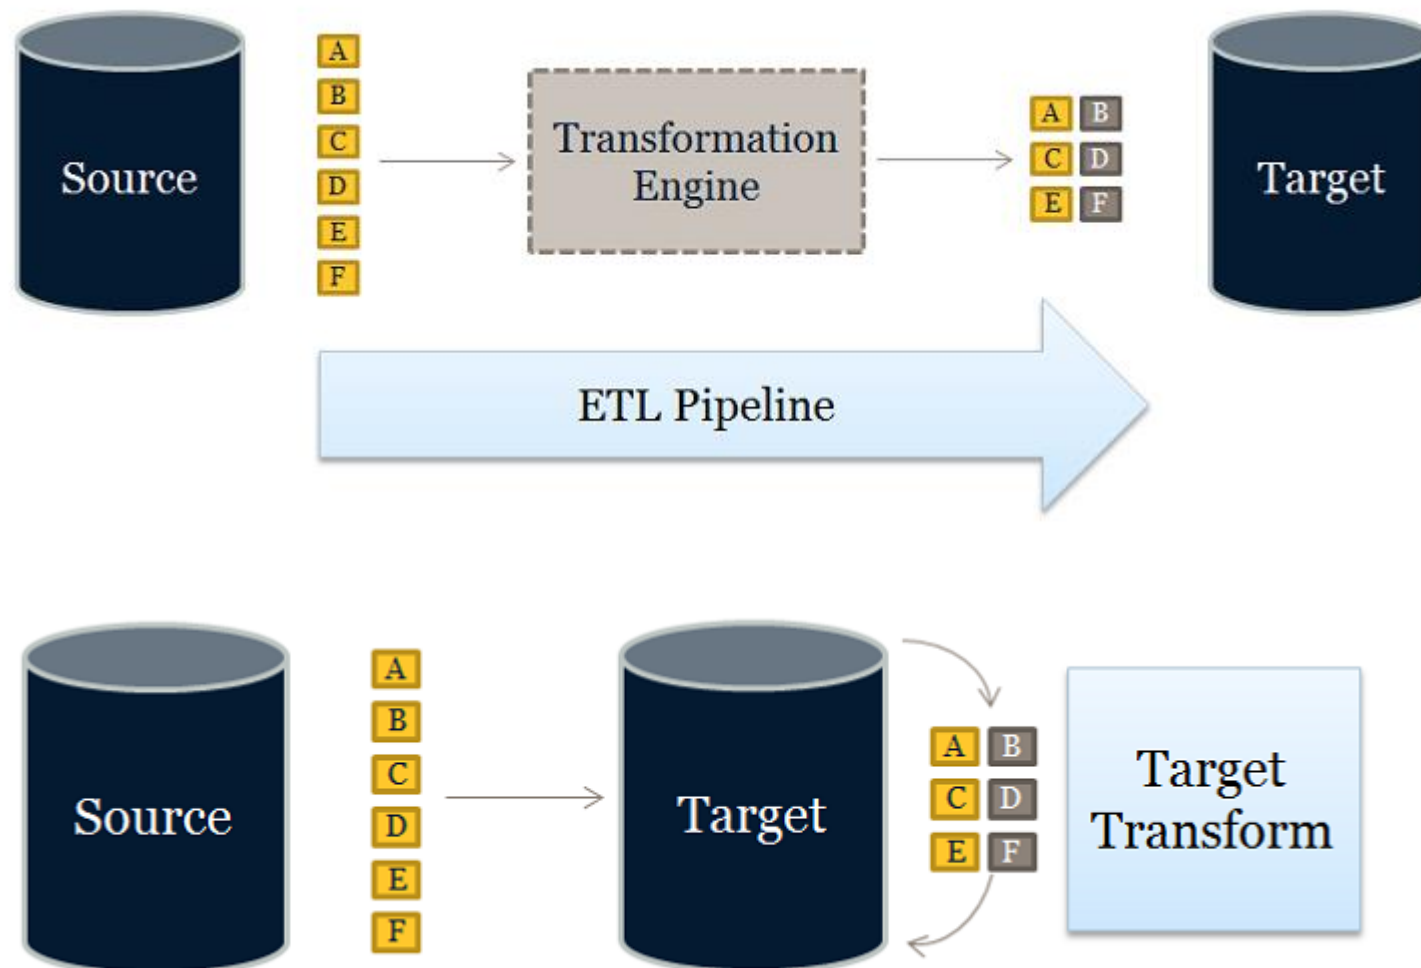 Source
A
B
C
D
E
F
Transformation
Engine
A B
C D
E F
Target
ETL Pipeline
Source
A
B
C
D
E
F
Target
A B
C D
E F
Target
Transform